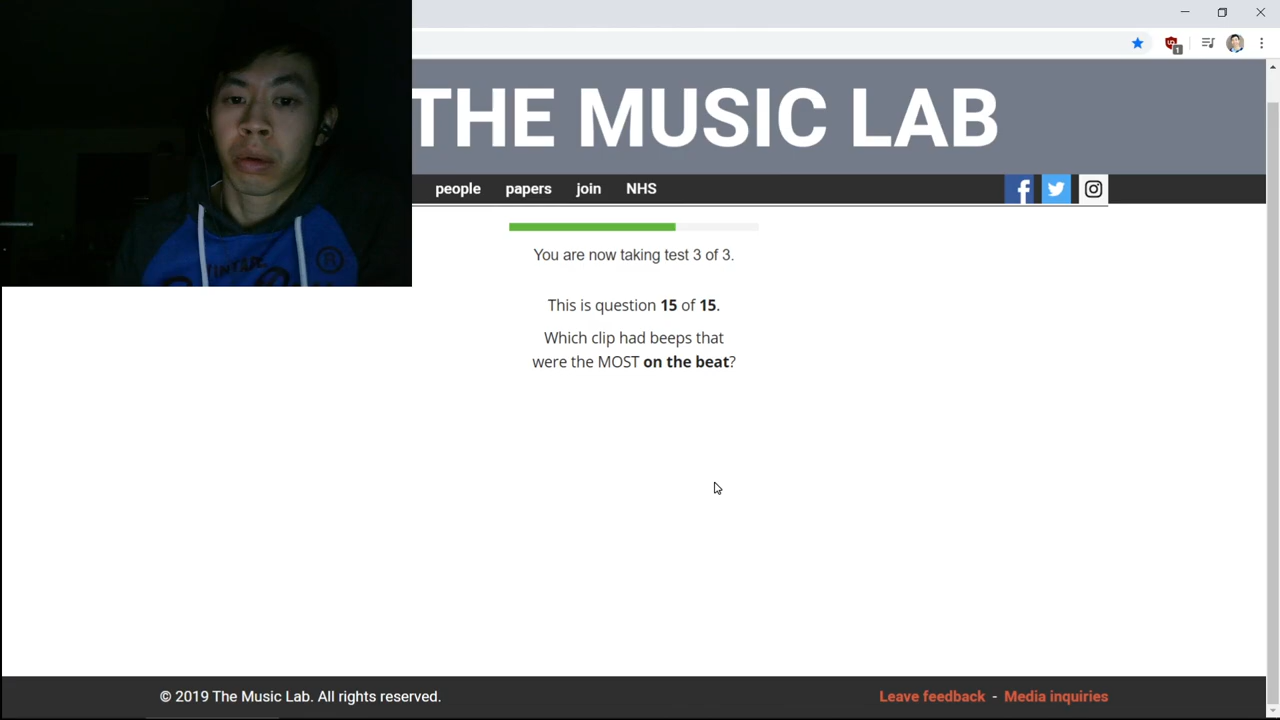 THE MUSIC LAB
people papers join NHS
You are now taking test 3 of 3.
This is question 15 of 15.
Which clip had beeps that
were the MOST on the beat?
© 2019 The Music Lab. All rights reserved.
Leave feedback - Media inquiries